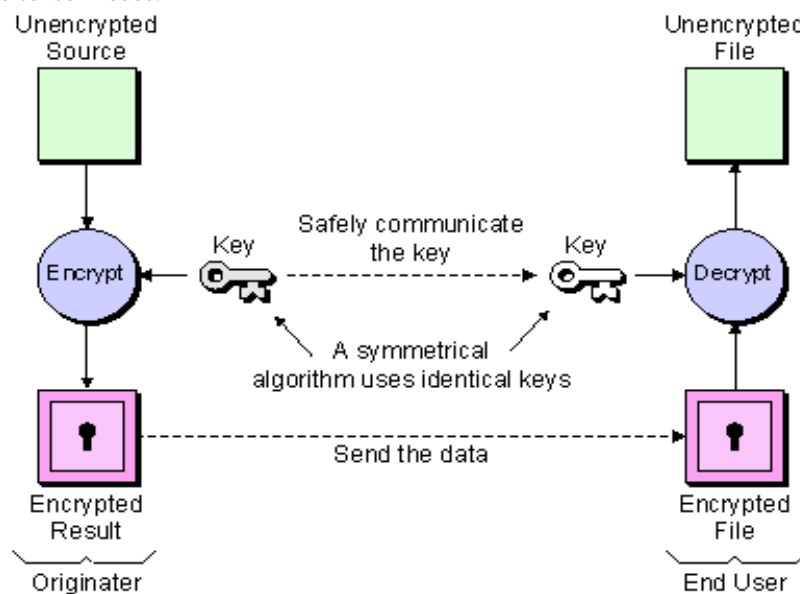 Unencrypted
Source
Unencrypted
File
Safely communicate
the key
Key
Key
Encrypt
Decrypt
A symmetrical
algorithm uses identical keys
Send the data
Encrypted
Result
Encrypted
File
Originater
End User